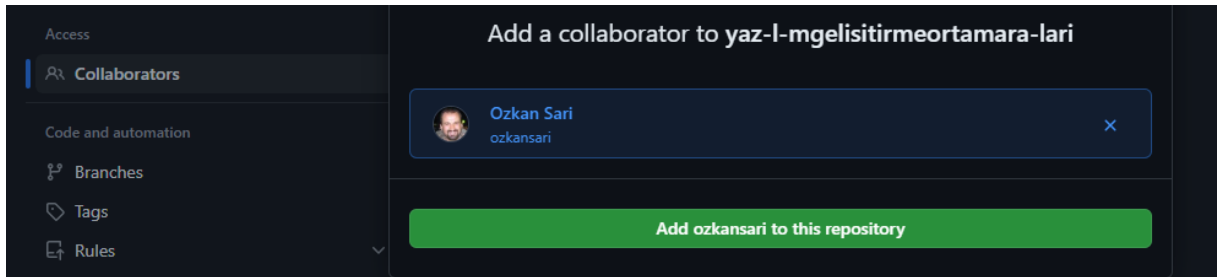 Access
Collaborators
Code and automation
Branches
Tags
Rules
Add a collaborator to yaz-l-mgelisitirmeortamara-lari
Ozkan Sari
ozkansari
Add ozkansari to this repository